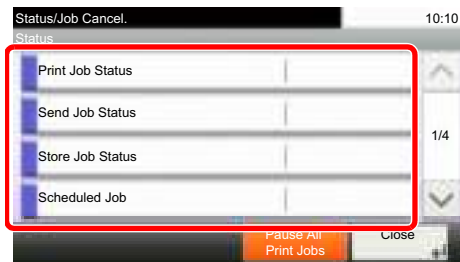 Status/Job Cancel. 10:10
Status
Print Job Status
Send Job Status
1/4
Store Job Status
Scheduled Job
Pause All
Print Jobs
Close